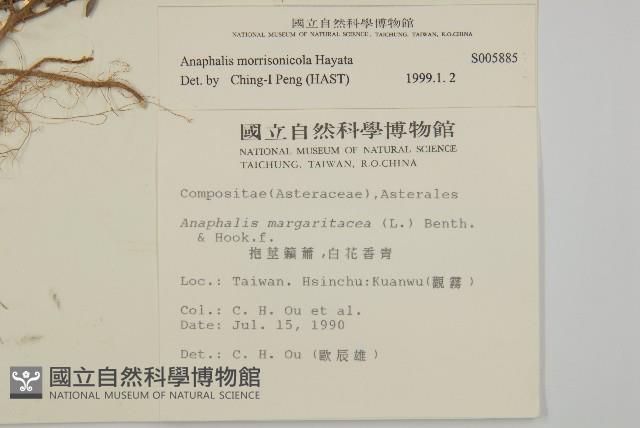 國立自然科學博物館
NATIONAL MUSEUM OF NATURAL SCIENCE, TAICHUNG, TAIWAN, R.O.CHINA
Anaphalis morrisonicola Hayata S005885
Det. by Ching-I Peng (HAST) 1999.1. 2
國立自然科學博物館
NATIONAL MUSEUM OF NATURAL SCIENCE
TAICHUNG, TAIWAN, R.O.CHINA
Compositae(Asteraceae),Asterales
Anaphalis margaritacea (L.) Benth.
& Hook.f.
抱莖籟蕭,白花香青
Loc.: Taiwan. Hsinchu:Kuanwu(觀霧)
Col.: C. H. Ou et al.
Date: Jul. 15, 1990
Det.: C. H. Ou (歐辰雄)
國立自然科學博物館
NATIONAL MUSEUM OF NATURAL SCIENCE